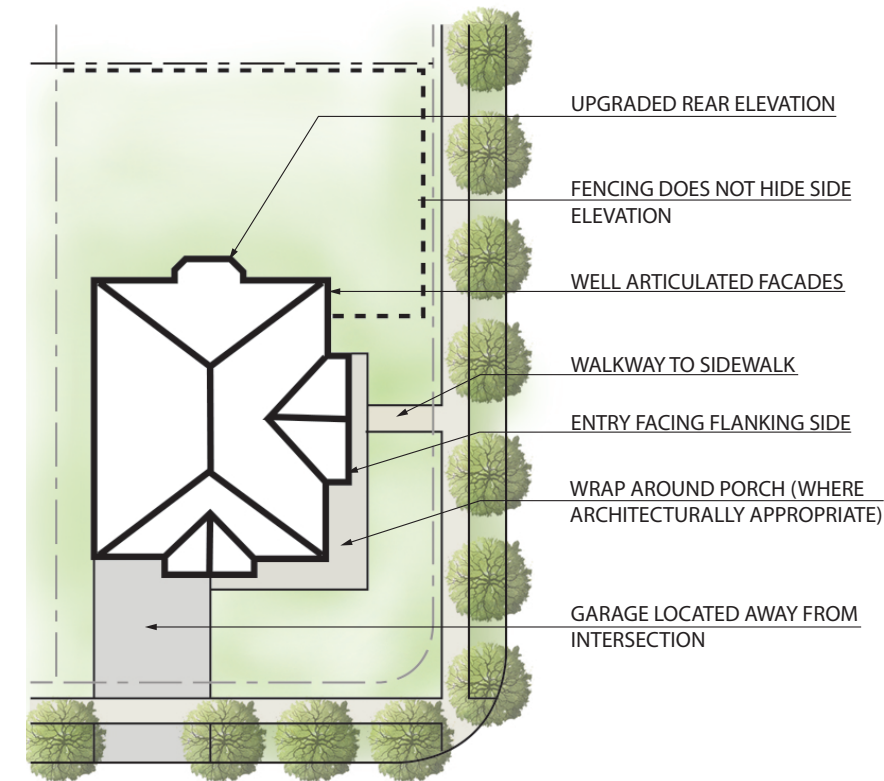 UPGRADED REAR ELEVATION
FENCING DOES NOT HIDE SIDE
ELEVATION
WELL ARTICULATED FACADES
WALKWAY TO SIDEWALK
ENTRY FACING FLANKING SIDE
WRAP AROUND PORCH (WHERE
ARCHITECTURALLY APPROPRIATE)
GARAGE LOCATED AWAY FROM
INTERSECTION